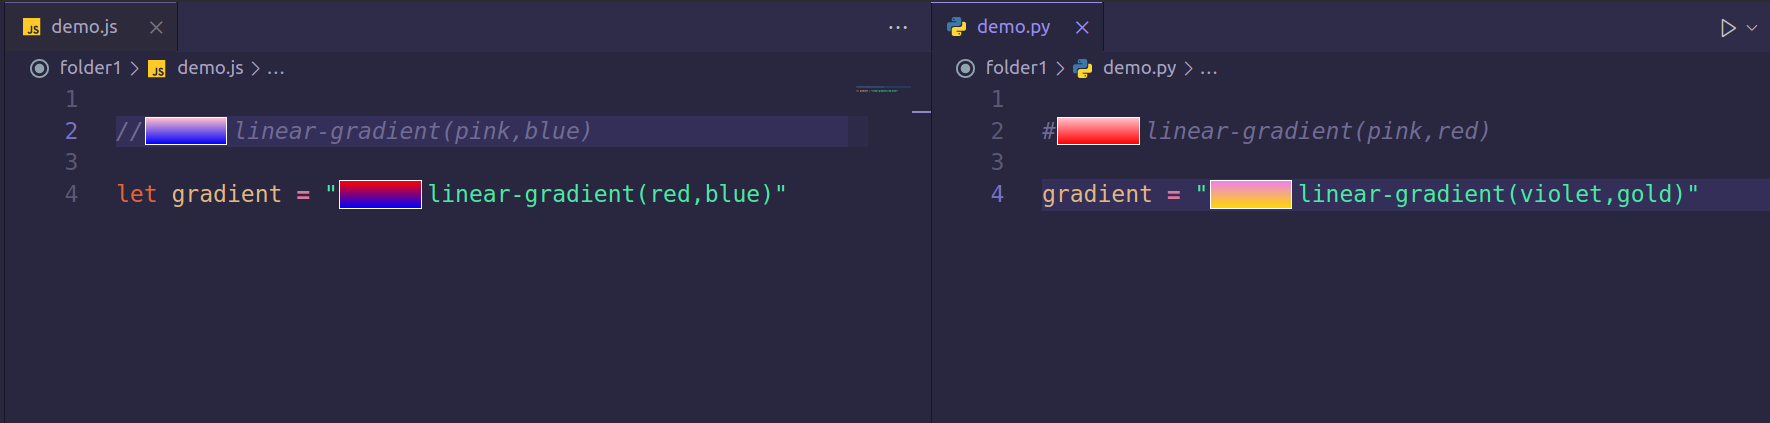 JS demo.js
folder1 > JS demo.js > ...
1
2 // linear-gradient(pink,blue)
3
4 let gradient = " linear-gradient(red,blue)"
demo.py
folder1 > demo.py > ...
1
2 # linear-gradient(pink,red)
3
4 gradient = " linear-gradient(violet,gold)"